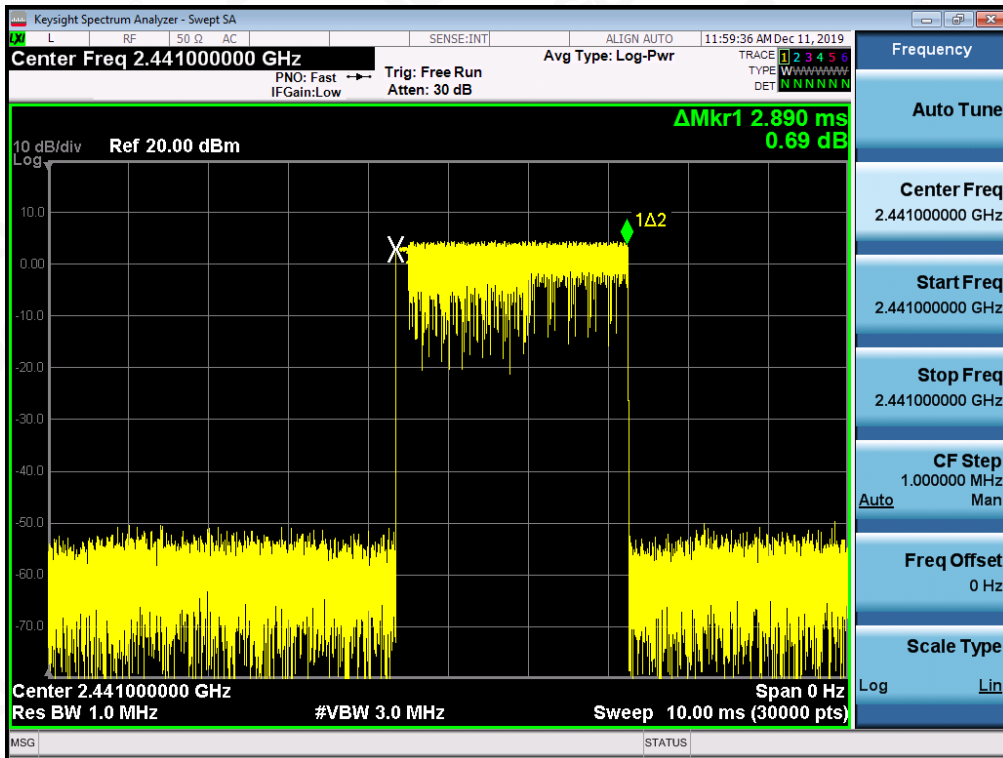 Keysight Spectrum Analyzer - Swept SA
LXI L RF 50 Ω AC SENSE:INT ALIGN AUTO 11:59:36 AM Dec 11, 2019
Center Freq 2.441000000 GHz
PNO: Fast
IFGain:Low
Trig: Free Run
Atten: 30 dB
Avg Type: Log-Pwr
TRACE 1 2 3 4 5 6
TYPE WWWWWW
DET N N N N N N
ΔMkr1 2.890 ms
0.69 dB
10 dB/div Ref 20.00 dBm
Log
1Δ2
X
10.0
0.00
-10.0
-20.0
-30.0
-40.0
-50.0
-60.0
-70.0
Center 2.441000000 GHz Span 0 Hz
Res BW 1.0 MHz #VBW 3.0 MHz Sweep 10.00 ms (30000 pts)
MSG STATUS
Frequency
Auto Tune
Center Freq
2.441000000 GHz
Start Freq
2.441000000 GHz
Stop Freq
2.441000000 GHz
CF Step
1.000000 MHz
Auto Man
Freq Offset
0 Hz
Scale Type
Log Lin